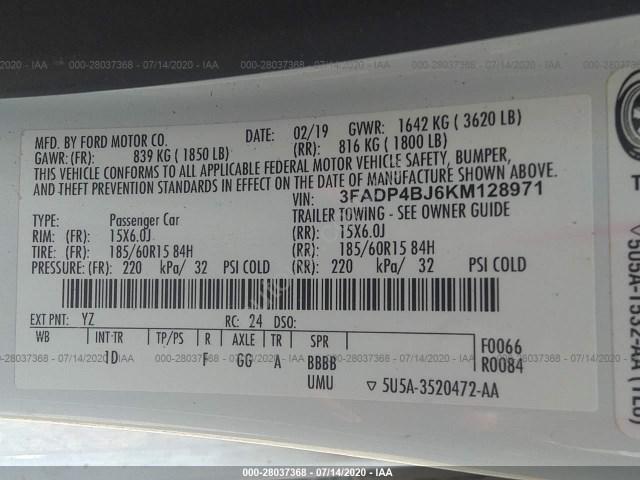 000-28037368 - 07/14/2020 - IAA
MFD. BY FORD MOTOR CO. DATE: 02/19 GVWR: 1642 KG ( 3620 LB)
GAWR: (FR): 839 KG ( 1850 LB) (RR): 816 KG ( 1800 LB)
THIS VEHICLE CONFORMS TO ALL APPLICABLE FEDERAL MOTOR VEHICLE SAFETY, BUMPER,
AND THEFT PREVENTION STANDARDS IN EFFECT ON THE DATE OF MANUFACTURE SHOWN ABOVE.
VIN: 3FADP4BJ6KM128971
TYPE: Passenger Car TRAILER TOWING - SEE OWNER GUIDE
RIM: (FR) 15X6.0J (RR): 15X6.0J
TIRE: (FR) 185/60R15 84H (RR): 185/60R15 84H
PRESSURE: (FR) 220 kPa/ 32 PSI COLD (RR): 220 kPa/ 32 PSI COLD
EXT PNT: YZ RC: 24 DSO:
WB INT TR TP/PS R AXLE TR SPR F0066
1D F GG A BBBB R0084
UMU ▽ 5U5A-3520472-AA
000-28037368 - 07/14/2020 - IAA